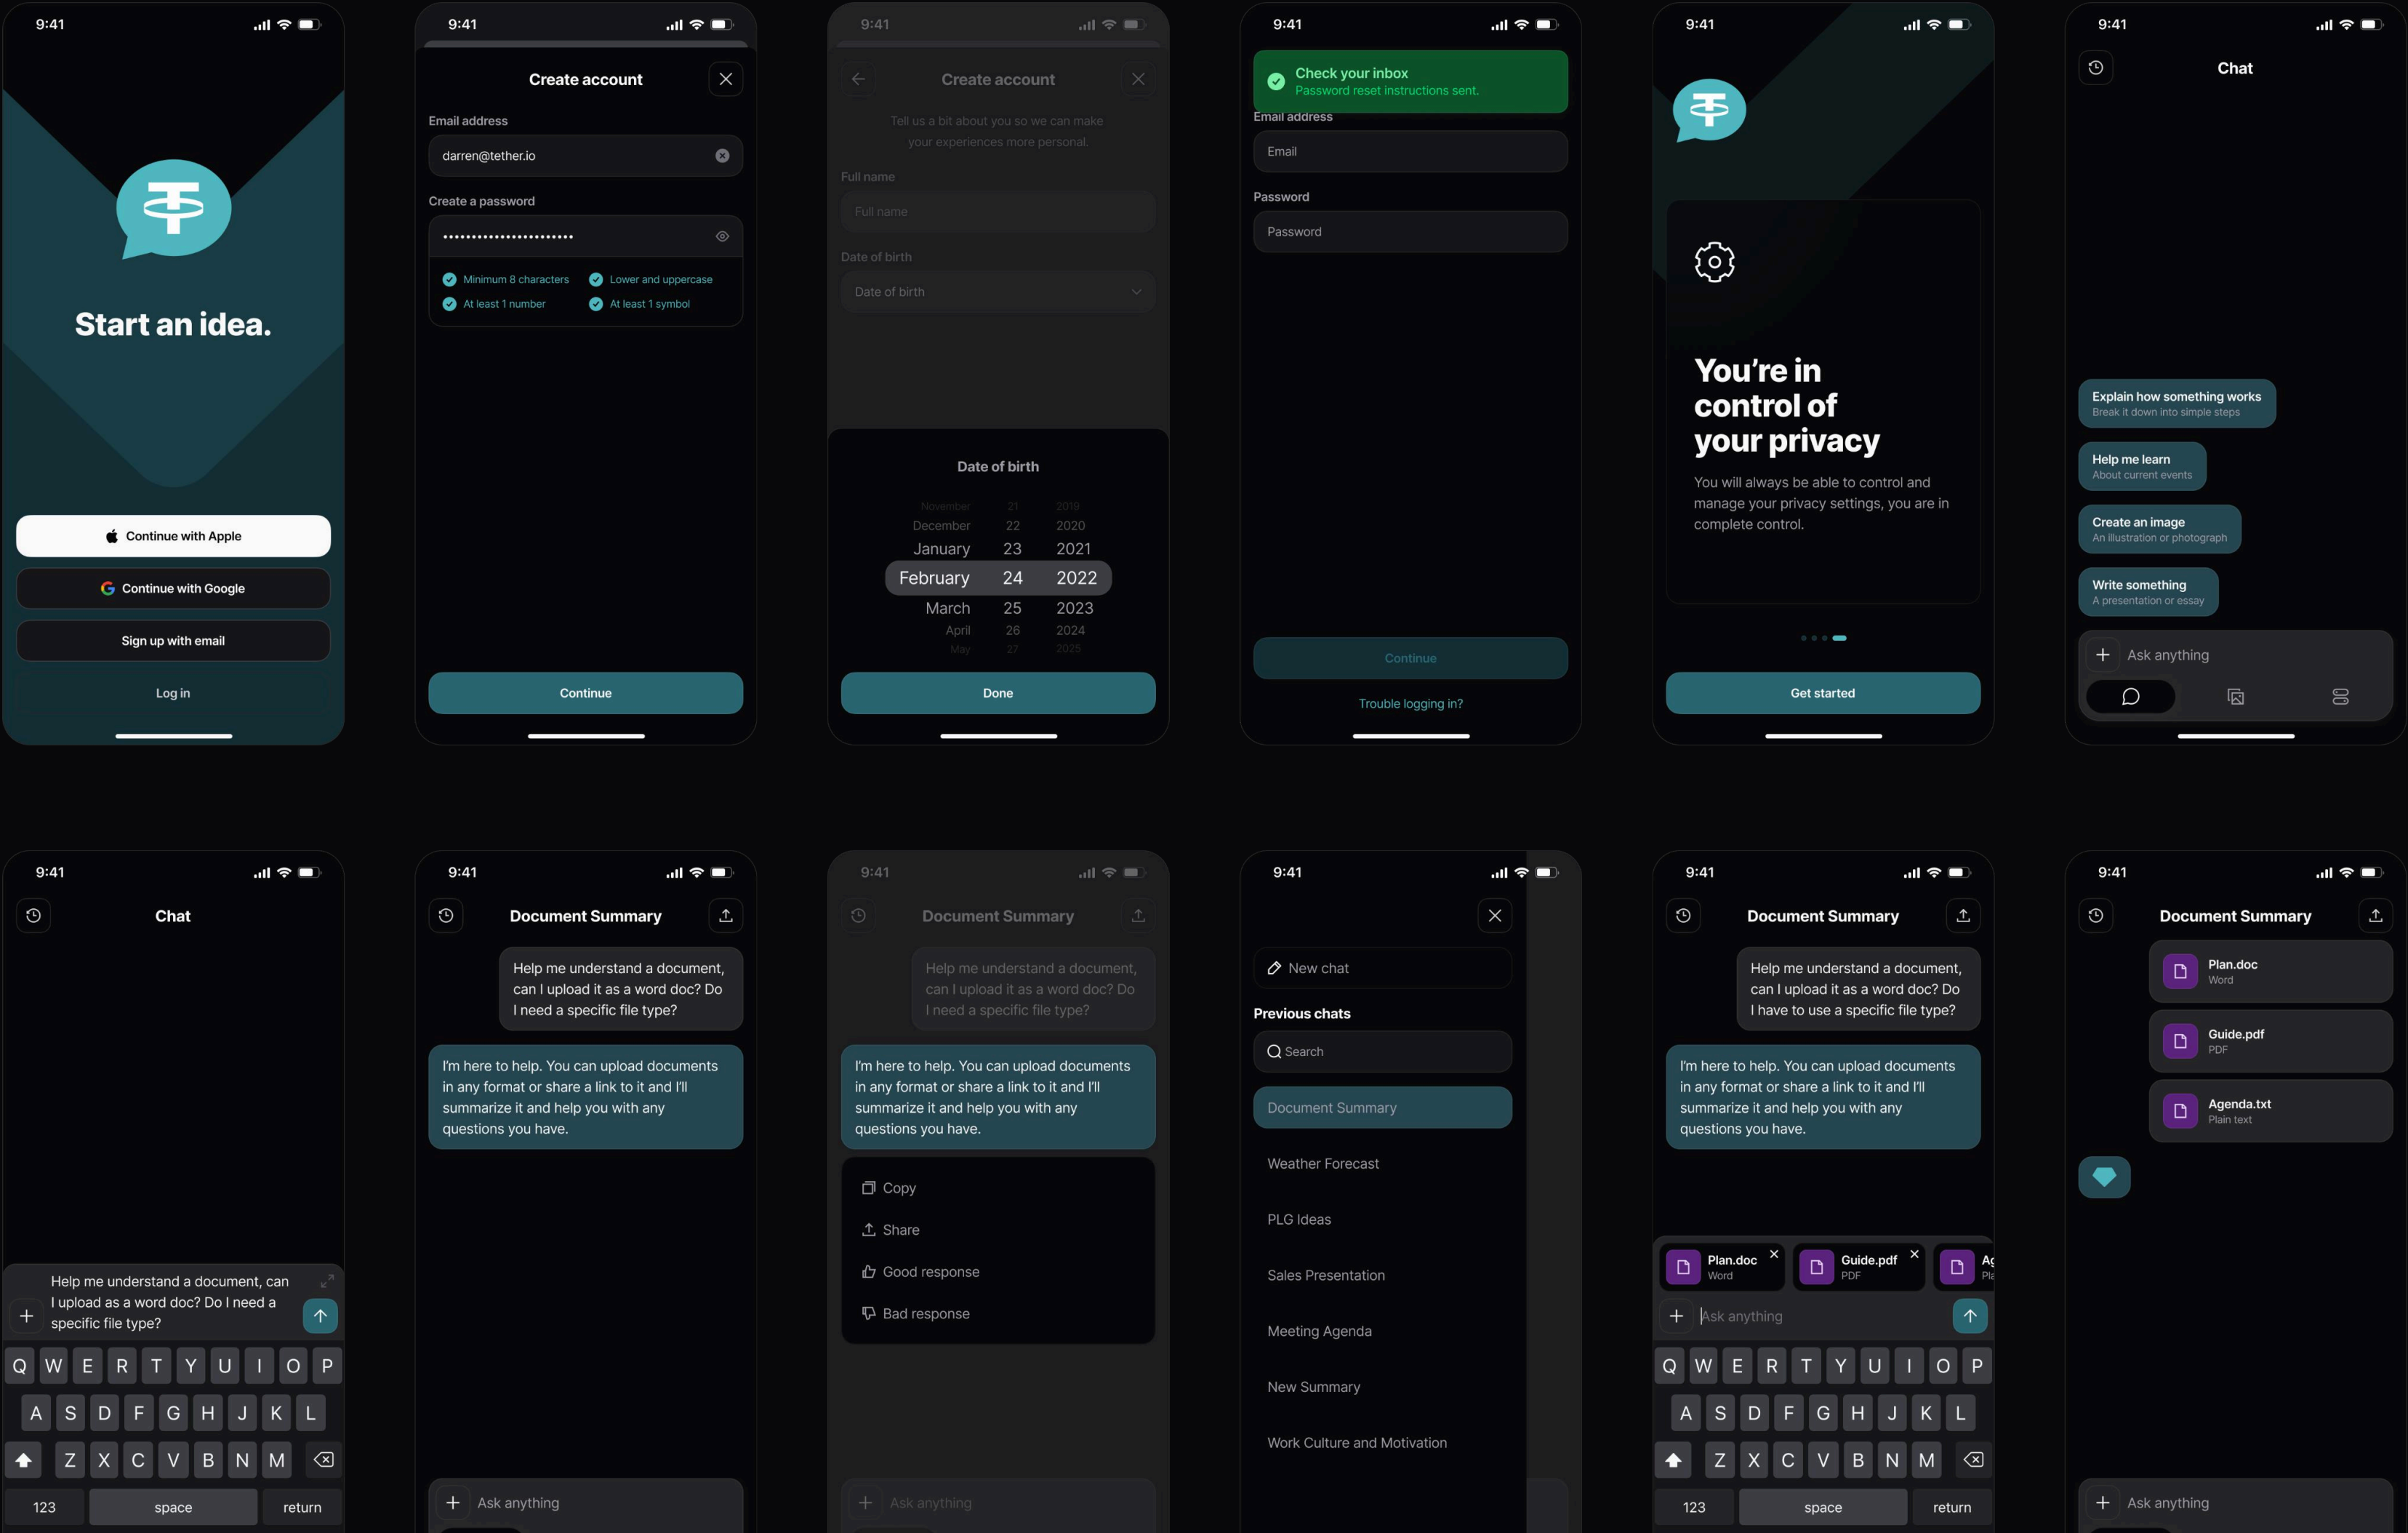 9:41
Start an idea.
Continue with Apple
Continue with Google
Sign up with email
Log in
9:41
Create account
Email address
darren@tether.io
Create a password
Minimum 8 characters
Lower and uppercase
At least 1 number
At least 1 symbol
Continue
9:41
Create account
Tell us a bit about you so we can make
your experiences more personal.
Full name
Full name
Date of birth
Date of birth
Date of birth
November 21 2019
December 22 2020
January 23 2021
February 24 2022
March 25 2023
April 26 2024
May 27 2025
Done
9:41
Check your inbox
Password reset instructions sent.
Email address
Email
Password
Password
Continue
Trouble logging in?
9:41
You're in
control of
your privacy
You will always be able to control and
manage your privacy settings, you are in
complete control.
Get started
9:41
Chat
Explain how something works
Break it down into simple steps
Help me learn
About current events
Create an image
An illustration or photograph
Write something
A presentation or essay
Ask anything
9:41
Chat
Help me understand a document, can
I upload as a word doc? Do I need a
specific file type?
Q W E R T Y U I O P
A S D F G H J K L
Z X C V B N M
123 space return
9:41
Document Summary
Help me understand a document,
can I upload it as a word doc? Do
I need a specific file type?
I'm here to help. You can upload documents
in any format or share a link to it and I'll
summarize it and help you with any
questions you have.
Ask anything
9:41
Document Summary
Help me understand a document,
can I upload it as a word doc? Do
I need a specific file type?
I'm here to help. You can upload documents
in any format or share a link to it and I'll
summarize it and help you with any
questions you have.
Copy
Share
Good response
Bad response
Ask anything
9:41
New chat
Previous chats
Search
Document Summary
Weather Forecast
PLG Ideas
Sales Presentation
Meeting Agenda
New Summary
Work Culture and Motivation
9:41
Document Summary
Help me understand a document,
can I upload it as a word doc? Do
I have to use a specific file type?
I'm here to help. You can upload documents
in any format or share a link to it and I'll
summarize it and help you with any
questions you have.
Plan.doc
Word
Guide.pdf
PDF
Ag
Pla
Ask anything
Q W E R T Y U I O P
A S D F G H J K L
Z X C V B N M
123 space return
9:41
Document Summary
Plan.doc
Word
Guide.pdf
PDF
Agenda.txt
Plain text
Ask anything